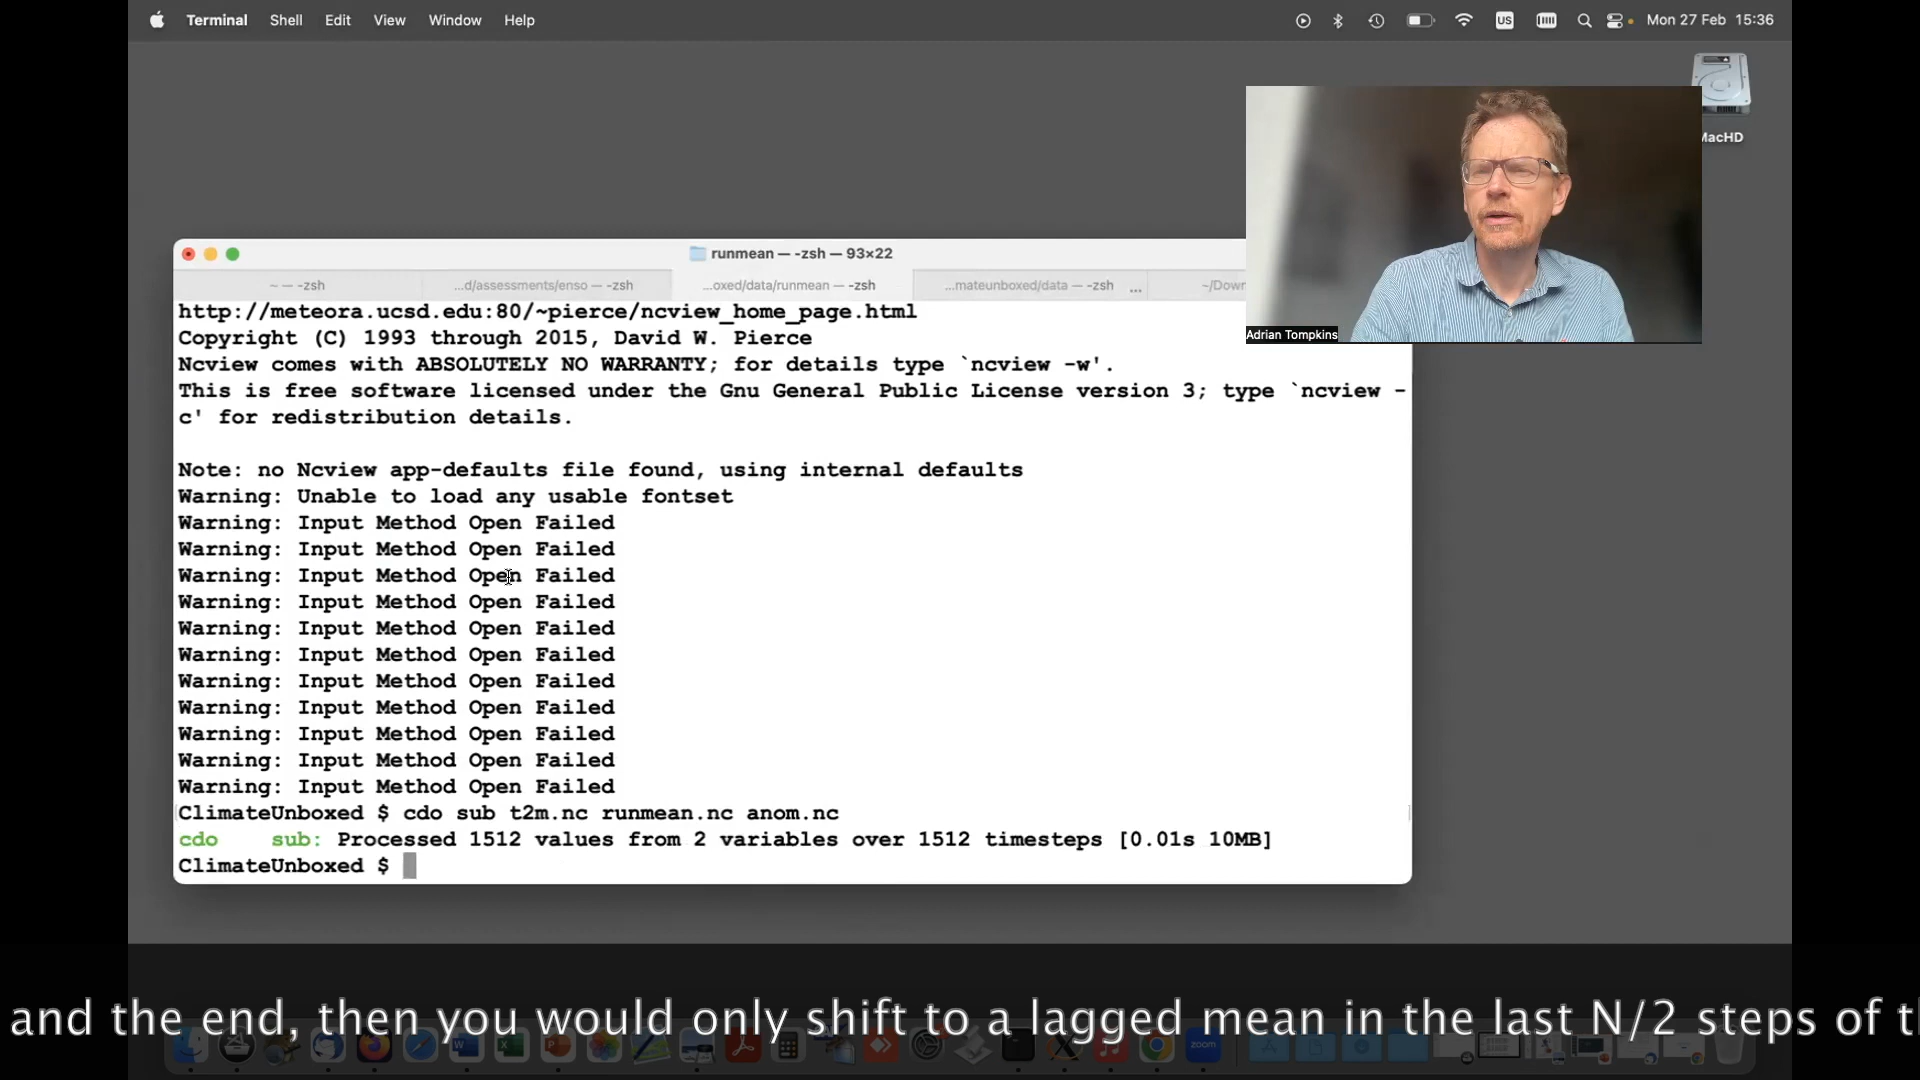 Terminal Shell Edit View Window Help US Mon 27 Feb 15:36
MacHD
Adrian Tompkins
runmean — -zsh — 93×22
~ — -zsh ...d/assessments/enso — -zsh ...oxed/data/runmean — -zsh ...mateunboxed/data — -zsh ... ~/Down
http://meteora.ucsd.edu:80/~pierce/ncview_home_page.html
Copyright (C) 1993 through 2015, David W. Pierce
Ncview comes with ABSOLUTELY NO WARRANTY; for details type `ncview -w'.
This is free software licensed under the Gnu General Public License version 3; type `ncview -
c' for redistribution details.
Note: no Ncview app-defaults file found, using internal defaults
Warning: Unable to load any usable fontset
Warning: Input Method Open Failed
Warning: Input Method Open Failed
Warning: Input Method Open Failed
Warning: Input Method Open Failed
Warning: Input Method Open Failed
Warning: Input Method Open Failed
Warning: Input Method Open Failed
Warning: Input Method Open Failed
Warning: Input Method Open Failed
Warning: Input Method Open Failed
Warning: Input Method Open Failed
ClimateUnboxed $ cdo sub t2m.nc runmean.nc anom.nc
cdo    sub: Processed 1512 values from 2 variables over 1512 timesteps [0.01s 10MB]
ClimateUnboxed $
and the end, then you would only shift to a lagged mean in the last N/2 steps of t
zoom